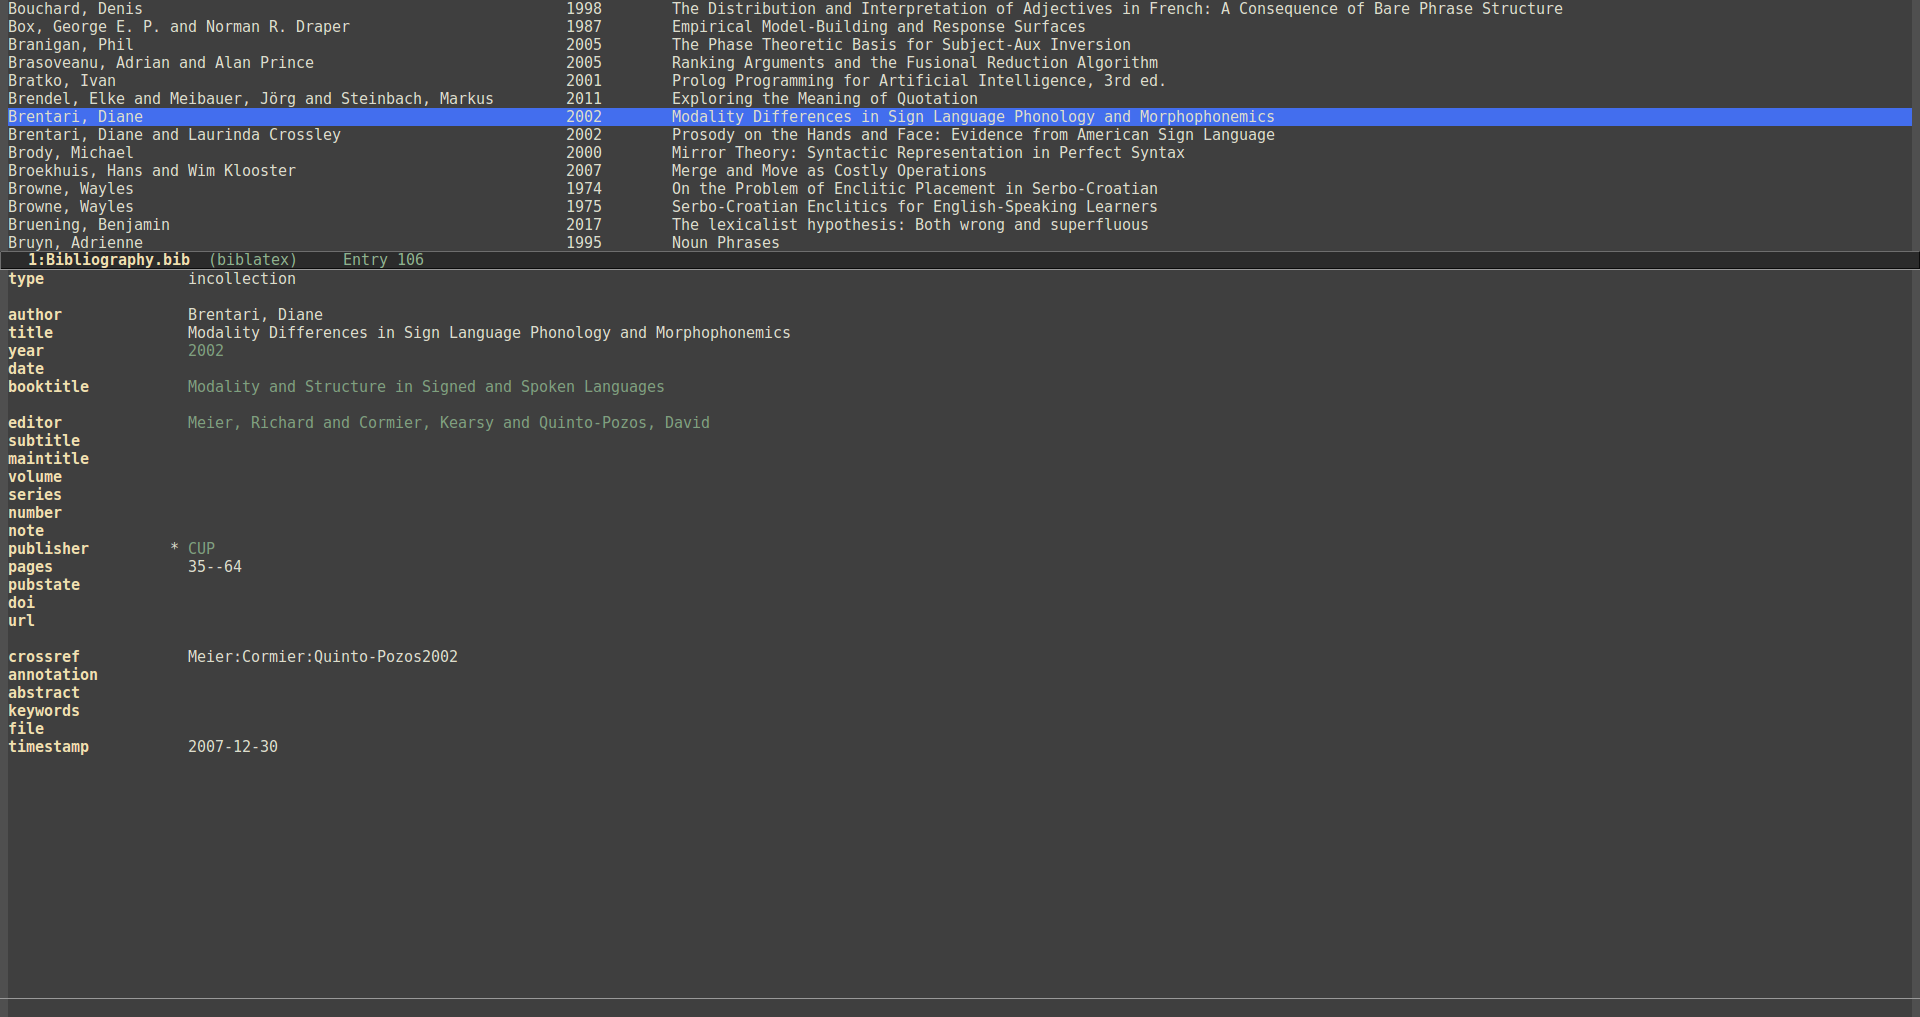 Bouchard, Denis 1998 The Distribution and Interpretation of Adjectives in French: A Consequence of Bare Phrase Structure
Box, George E. P. and Norman R. Draper 1987 Empirical Model-Building and Response Surfaces
Branigan, Phil 2005 The Phase Theoretic Basis for Subject-Aux Inversion
Brasoveanu, Adrian and Alan Prince 2005 Ranking Arguments and the Fusional Reduction Algorithm
Bratko, Ivan 2001 Prolog Programming for Artificial Intelligence, 3rd ed.
Brendel, Elke and Meibauer, Jörg and Steinbach, Markus 2011 Exploring the Meaning of Quotation
Brentari, Diane 2002 Modality Differences in Sign Language Phonology and Morphophonemics
Brentari, Diane and Laurinda Crossley 2002 Prosody on the Hands and Face: Evidence from American Sign Language
Brody, Michael 2000 Mirror Theory: Syntactic Representation in Perfect Syntax
Broekhuis, Hans and Wim Klooster 2007 Merge and Move as Costly Operations
Browne, Wayles 1974 On the Problem of Enclitic Placement in Serbo-Croatian
Browne, Wayles 1975 Serbo-Croatian Enclitics for English-Speaking Learners
Bruening, Benjamin 2017 The lexicalist hypothesis: Both wrong and superfluous
Bruyn, Adrienne 1995 Noun Phrases
1:Bibliography.bib (biblatex) Entry 106
type incollection
author Brentari, Diane
title Modality Differences in Sign Language Phonology and Morphophonemics
year 2002
date
booktitle Modality and Structure in Signed and Spoken Languages
editor Meier, Richard and Cormier, Kearsy and Quinto-Pozos, David
subtitle
maintitle
volume
series
number
note
publisher * CUP
pages 35--64
pubstate
doi
url
crossref Meier:Cormier:Quinto-Pozos2002
annotation
abstract
keywords
file
timestamp 2007-12-30